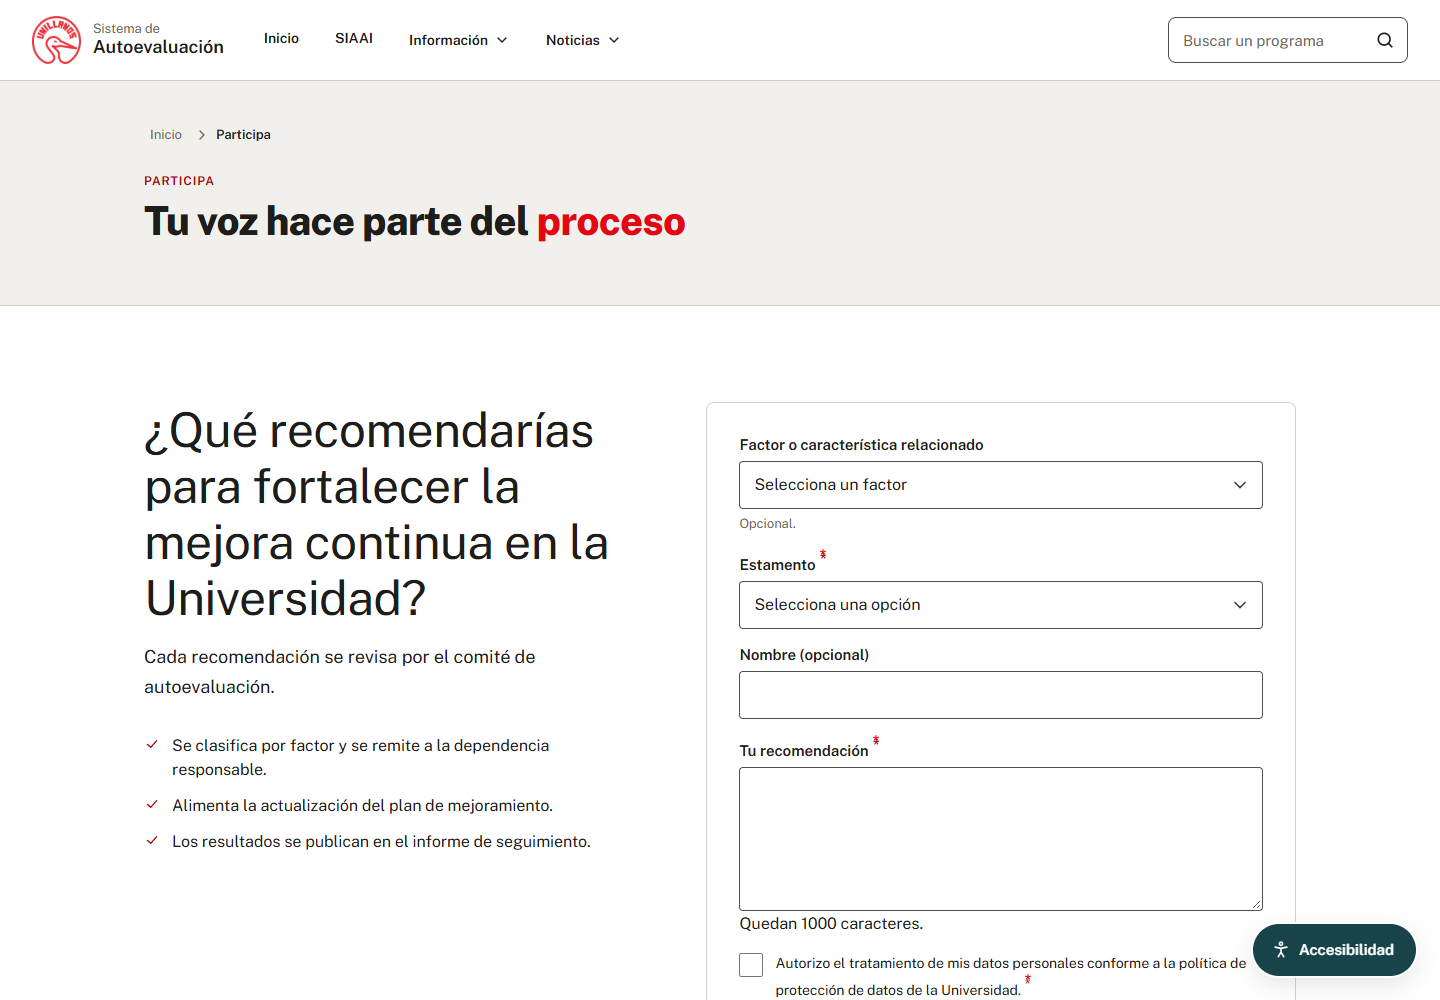 UNILLANOS
Sistema de
Autoevaluación
Inicio
SIAAI
Información
Noticias
Buscar un programa
Inicio
Participa
PARTICIPA
Tu voz hace parte del proceso
¿Qué recomendarías
para fortalecer la
mejora continua en la
Universidad?
Cada recomendación se revisa por el comité de
autoevaluación.
Se clasifica por factor y se remite a la dependencia
responsable.
Alimenta la actualización del plan de mejoramiento.
Los resultados se publican en el informe de seguimiento.
Factor o característica relacionado
Selecciona un factor
Opcional.
Estamento *
Selecciona una opción
Nombre (opcional)
Tu recomendación *
Quedan 1000 caracteres.
Autorizo el tratamiento de mis datos personales conforme a la política de
protección de datos de la Universidad. *
Accesibilidad